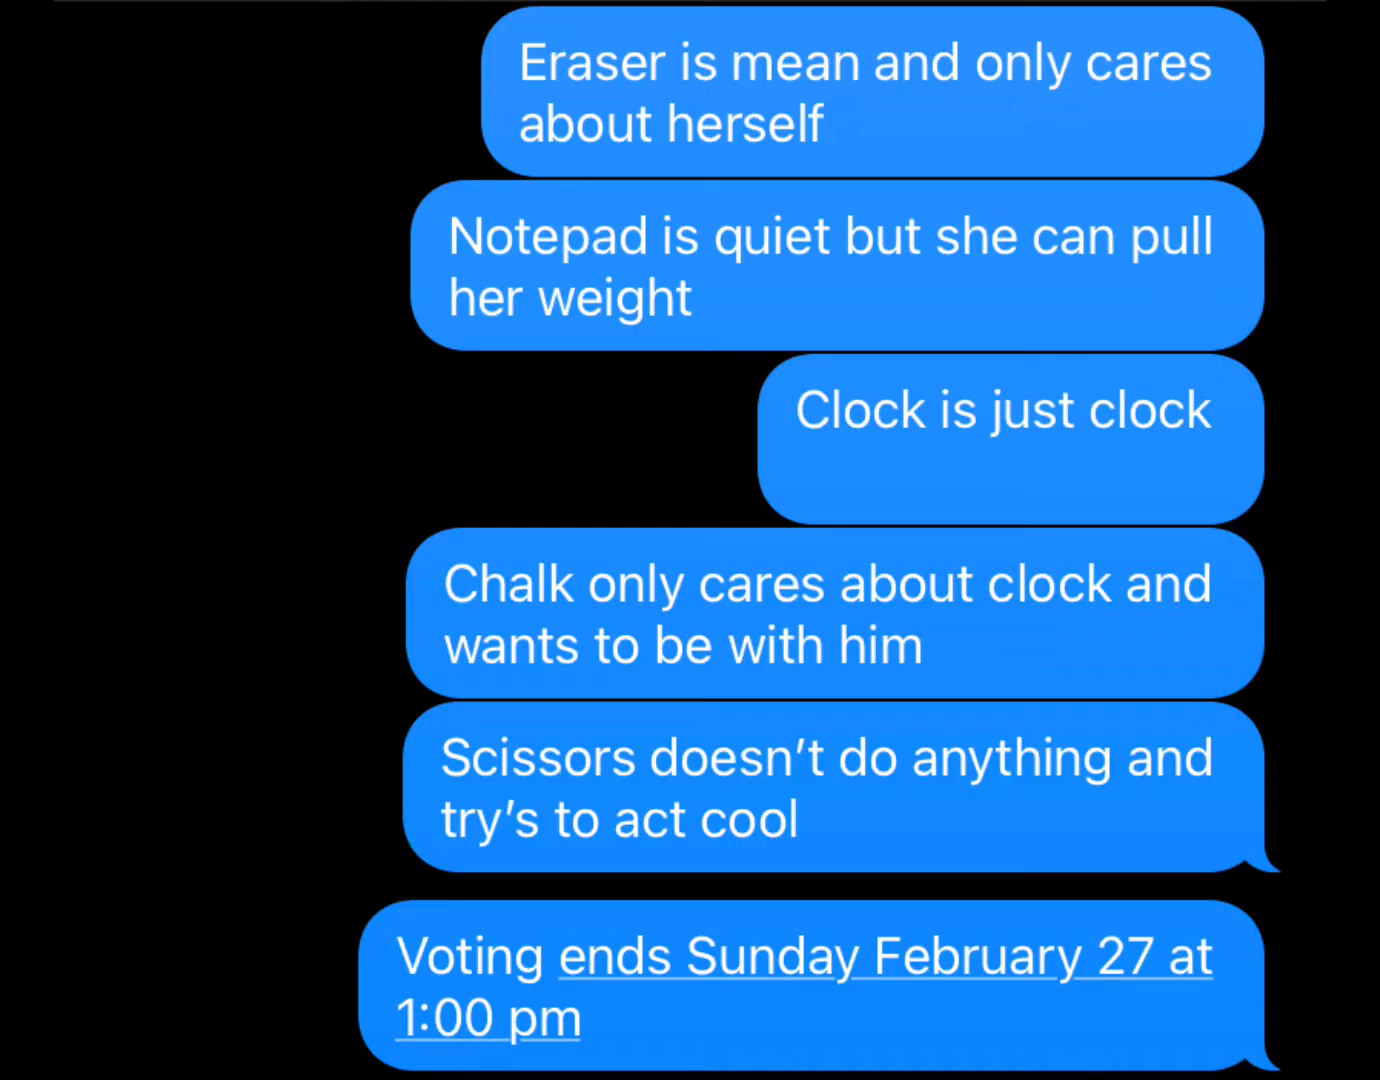 Eraser is mean and only cares
about herself
Notepad is quiet but she can pull
her weight
Clock is just clock
Chalk only cares about clock and
wants to be with him
Scissors doesn’t do anything and
try’s to act cool
Voting ends Sunday February 27 at
1:00 pm